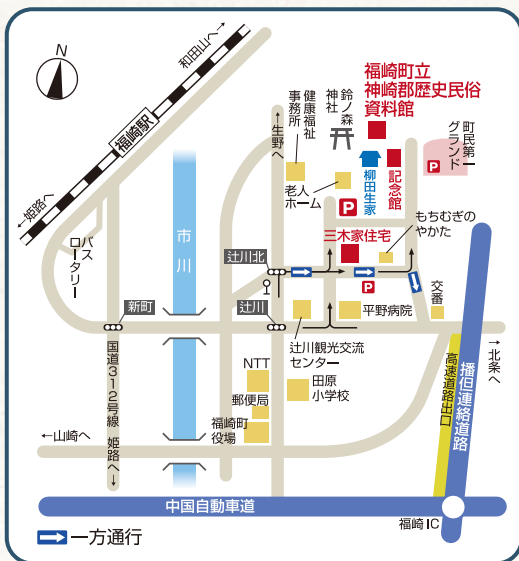 N
和田山へ
福崎駅
←姫路へ
バス
ロータリー
市川
新町
国道312号線 姫路へ→
←山崎へ
←生野へ
健康福祉
事務所
鈴ノ森
神社
福崎町立
神崎郡歴史民俗
資料館
柳田生家
記念館
町民第一
グランド
P
老人
ホーム
P
もちむぎの
やかた
三木家住宅
辻川北
P
辻川
平野病院
交番
辻川観光交流
センター
NTT
郵便局
田原
小学校
福崎町
役場
→北条へ
高速道路出口
播但連絡道路
中国自動車道
福崎IC
一方通行